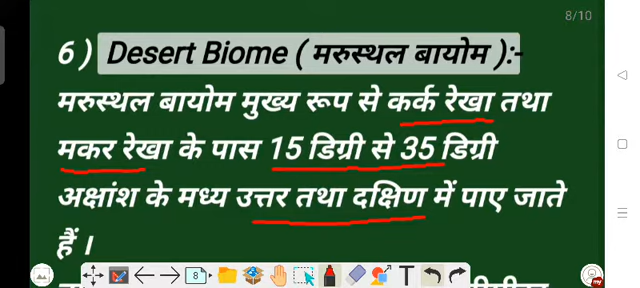 8/10
6 ) Desert Biome ( मरुस्थल बायोम ):-
मरुस्थल बायोम मुख्य रूप से कर्क रेखा तथा
मकर रेखा के पास 15 डिग्री से 35 डिग्री
अक्षांश के मध्य उत्तर तथा दक्षिण में पाए जाते
हैं ।
8